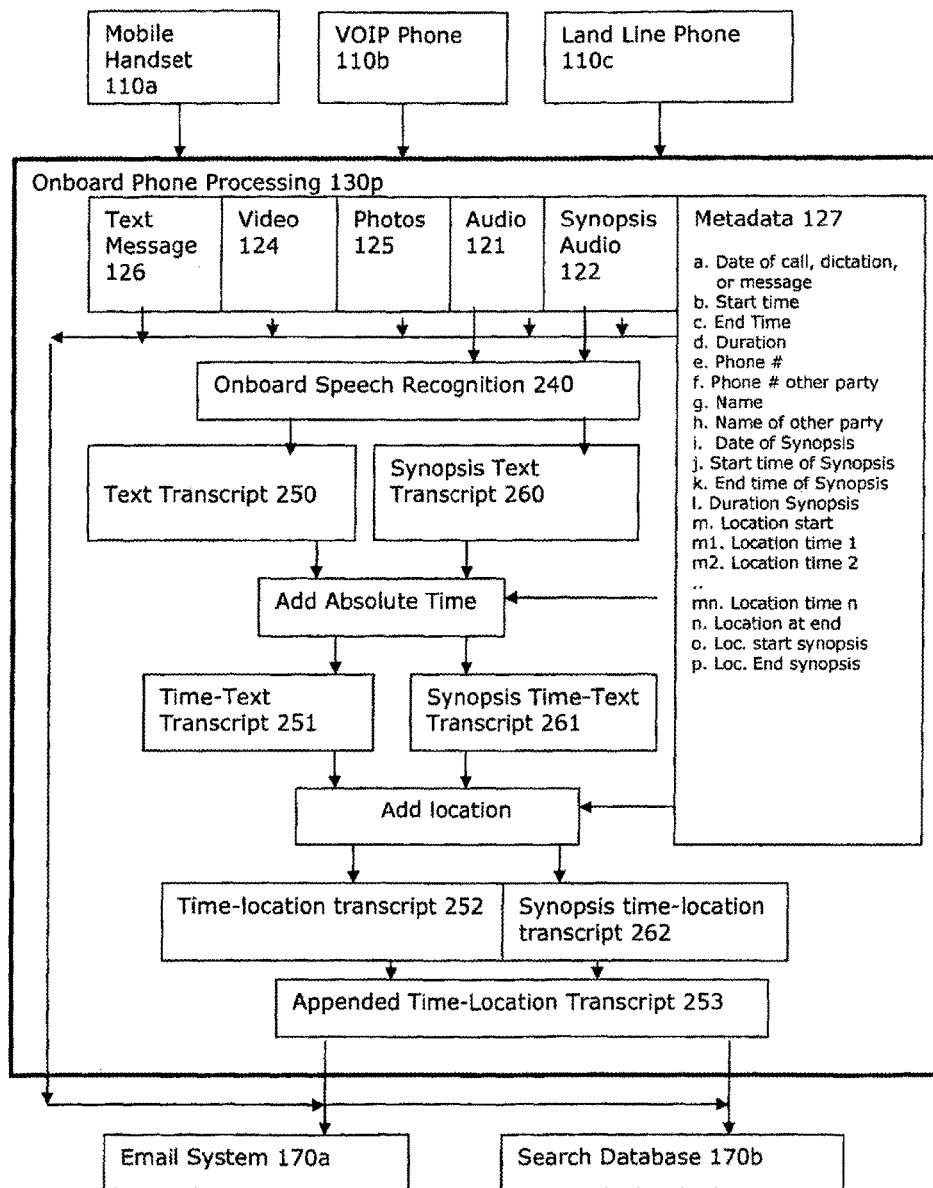 Mobile
Handset
110a
VOIP Phone
110b
Land Line Phone
110c
Onboard Phone Processing 130p
Text
Message
126
Video
124
Photos
125
Audio
121
Synopsis
Audio
122
Metadata 127
a. Date of call, dictation,
or message
b. Start time
c. End Time
d. Duration
e. Phone #
f. Phone # other party
g. Name
h. Name of other party
i. Date of Synopsis
j. Start time of Synopsis
k. End time of Synopsis
l. Duration Synopsis
m. Location start
m1. Location time 1
m2. Location time 2
..
mn. Location time n
n. Location at end
o. Loc. start synopsis
p. Loc. End synopsis
Onboard Speech Recognition 240
Text Transcript 250
Synopsis Text
Transcript 260
Add Absolute Time
Time-Text
Transcript 251
Synopsis Time-Text
Transcript 261
Add location
Time-location transcript 252
Synopsis time-location
transcript 262
Appended Time-Location Transcript 253
Email System 170a
Search Database 170b